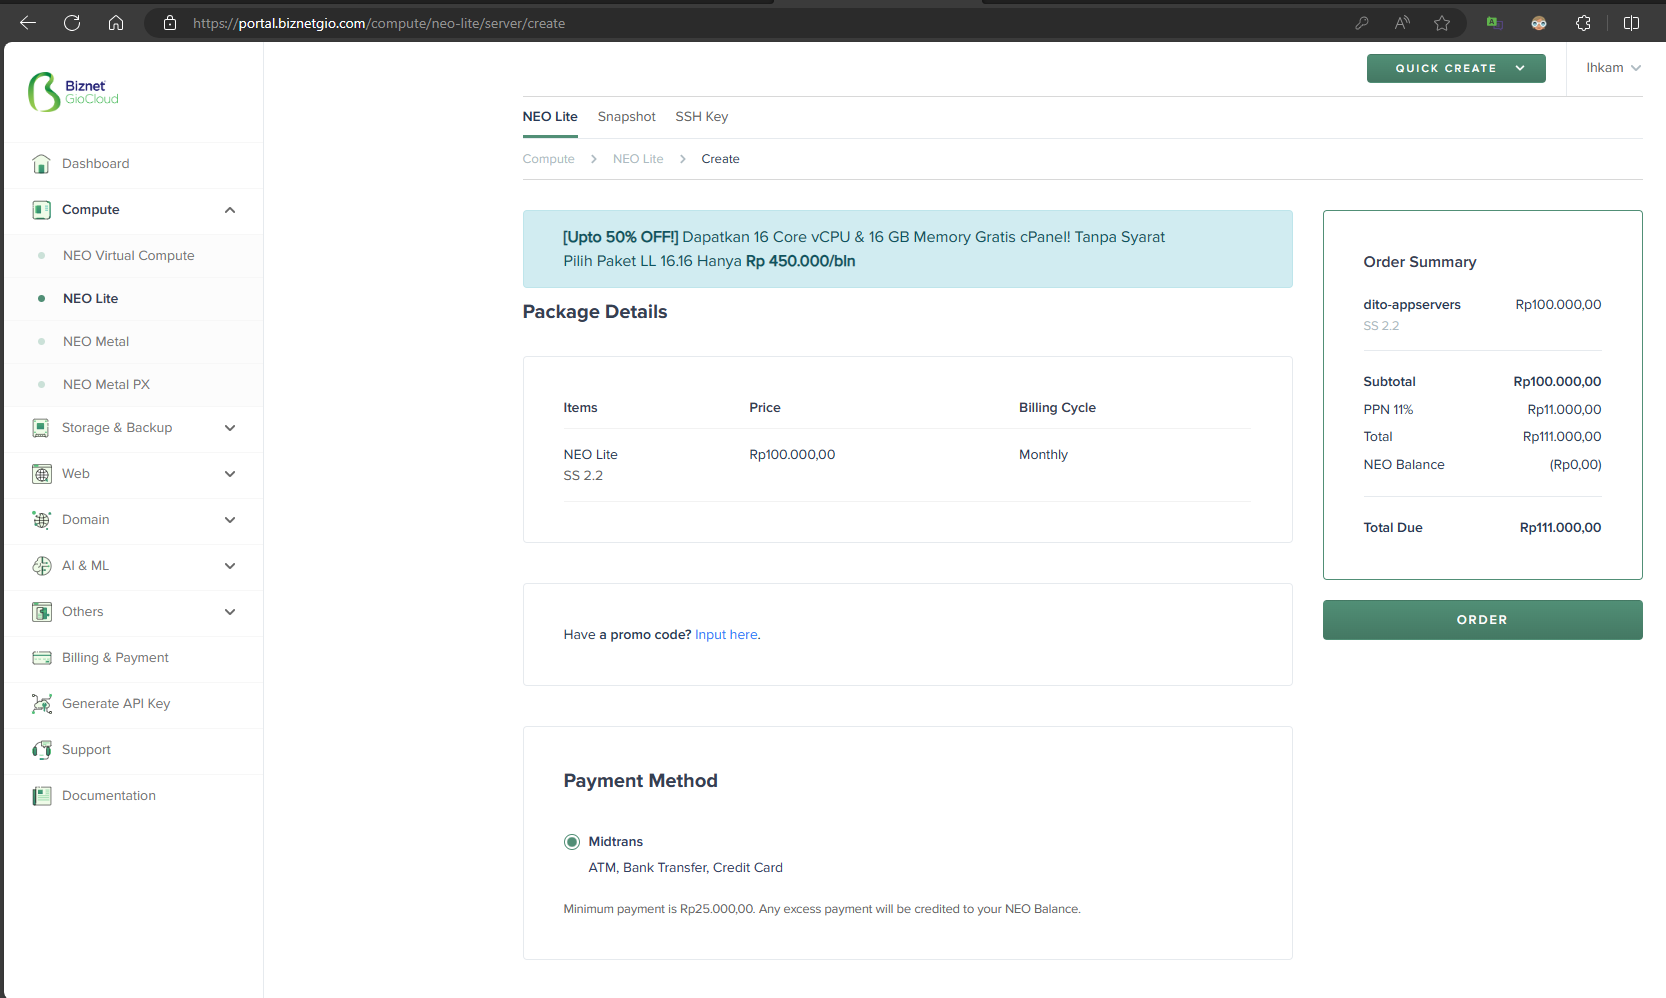 https://portal.biznetgio.com/compute/neo-lite/server/create
Biznet
GioCloud
QUICK CREATE
Ihkam
Dashboard
Compute
NEO Virtual Compute
NEO Lite
NEO Metal
NEO Metal PX
Storage & Backup
Web
Domain
AI & ML
Others
Billing & Payment
Generate API Key
Support
Documentation
NEO Lite Snapshot SSH Key
Compute > NEO Lite > Create
[Upto 50% OFF!] Dapatkan 16 Core vCPU & 16 GB Memory Gratis cPanel! Tanpa Syarat
Pilih Paket LL 16.16 Hanya Rp 450.000/bln
Package Details
Items Price Billing Cycle
NEO Lite Rp100.000,00 Monthly
SS 2.2
Have a promo code? Input here.
Payment Method
Midtrans
ATM, Bank Transfer, Credit Card
Minimum payment is Rp25.000,00. Any excess payment will be credited to your NEO Balance.
Order Summary
dito-appservers Rp100.000,00
SS 2.2
Subtotal Rp100.000,00
PPN 11% Rp11.000,00
Total Rp111.000,00
NEO Balance (Rp0,00)
Total Due Rp111.000,00
ORDER